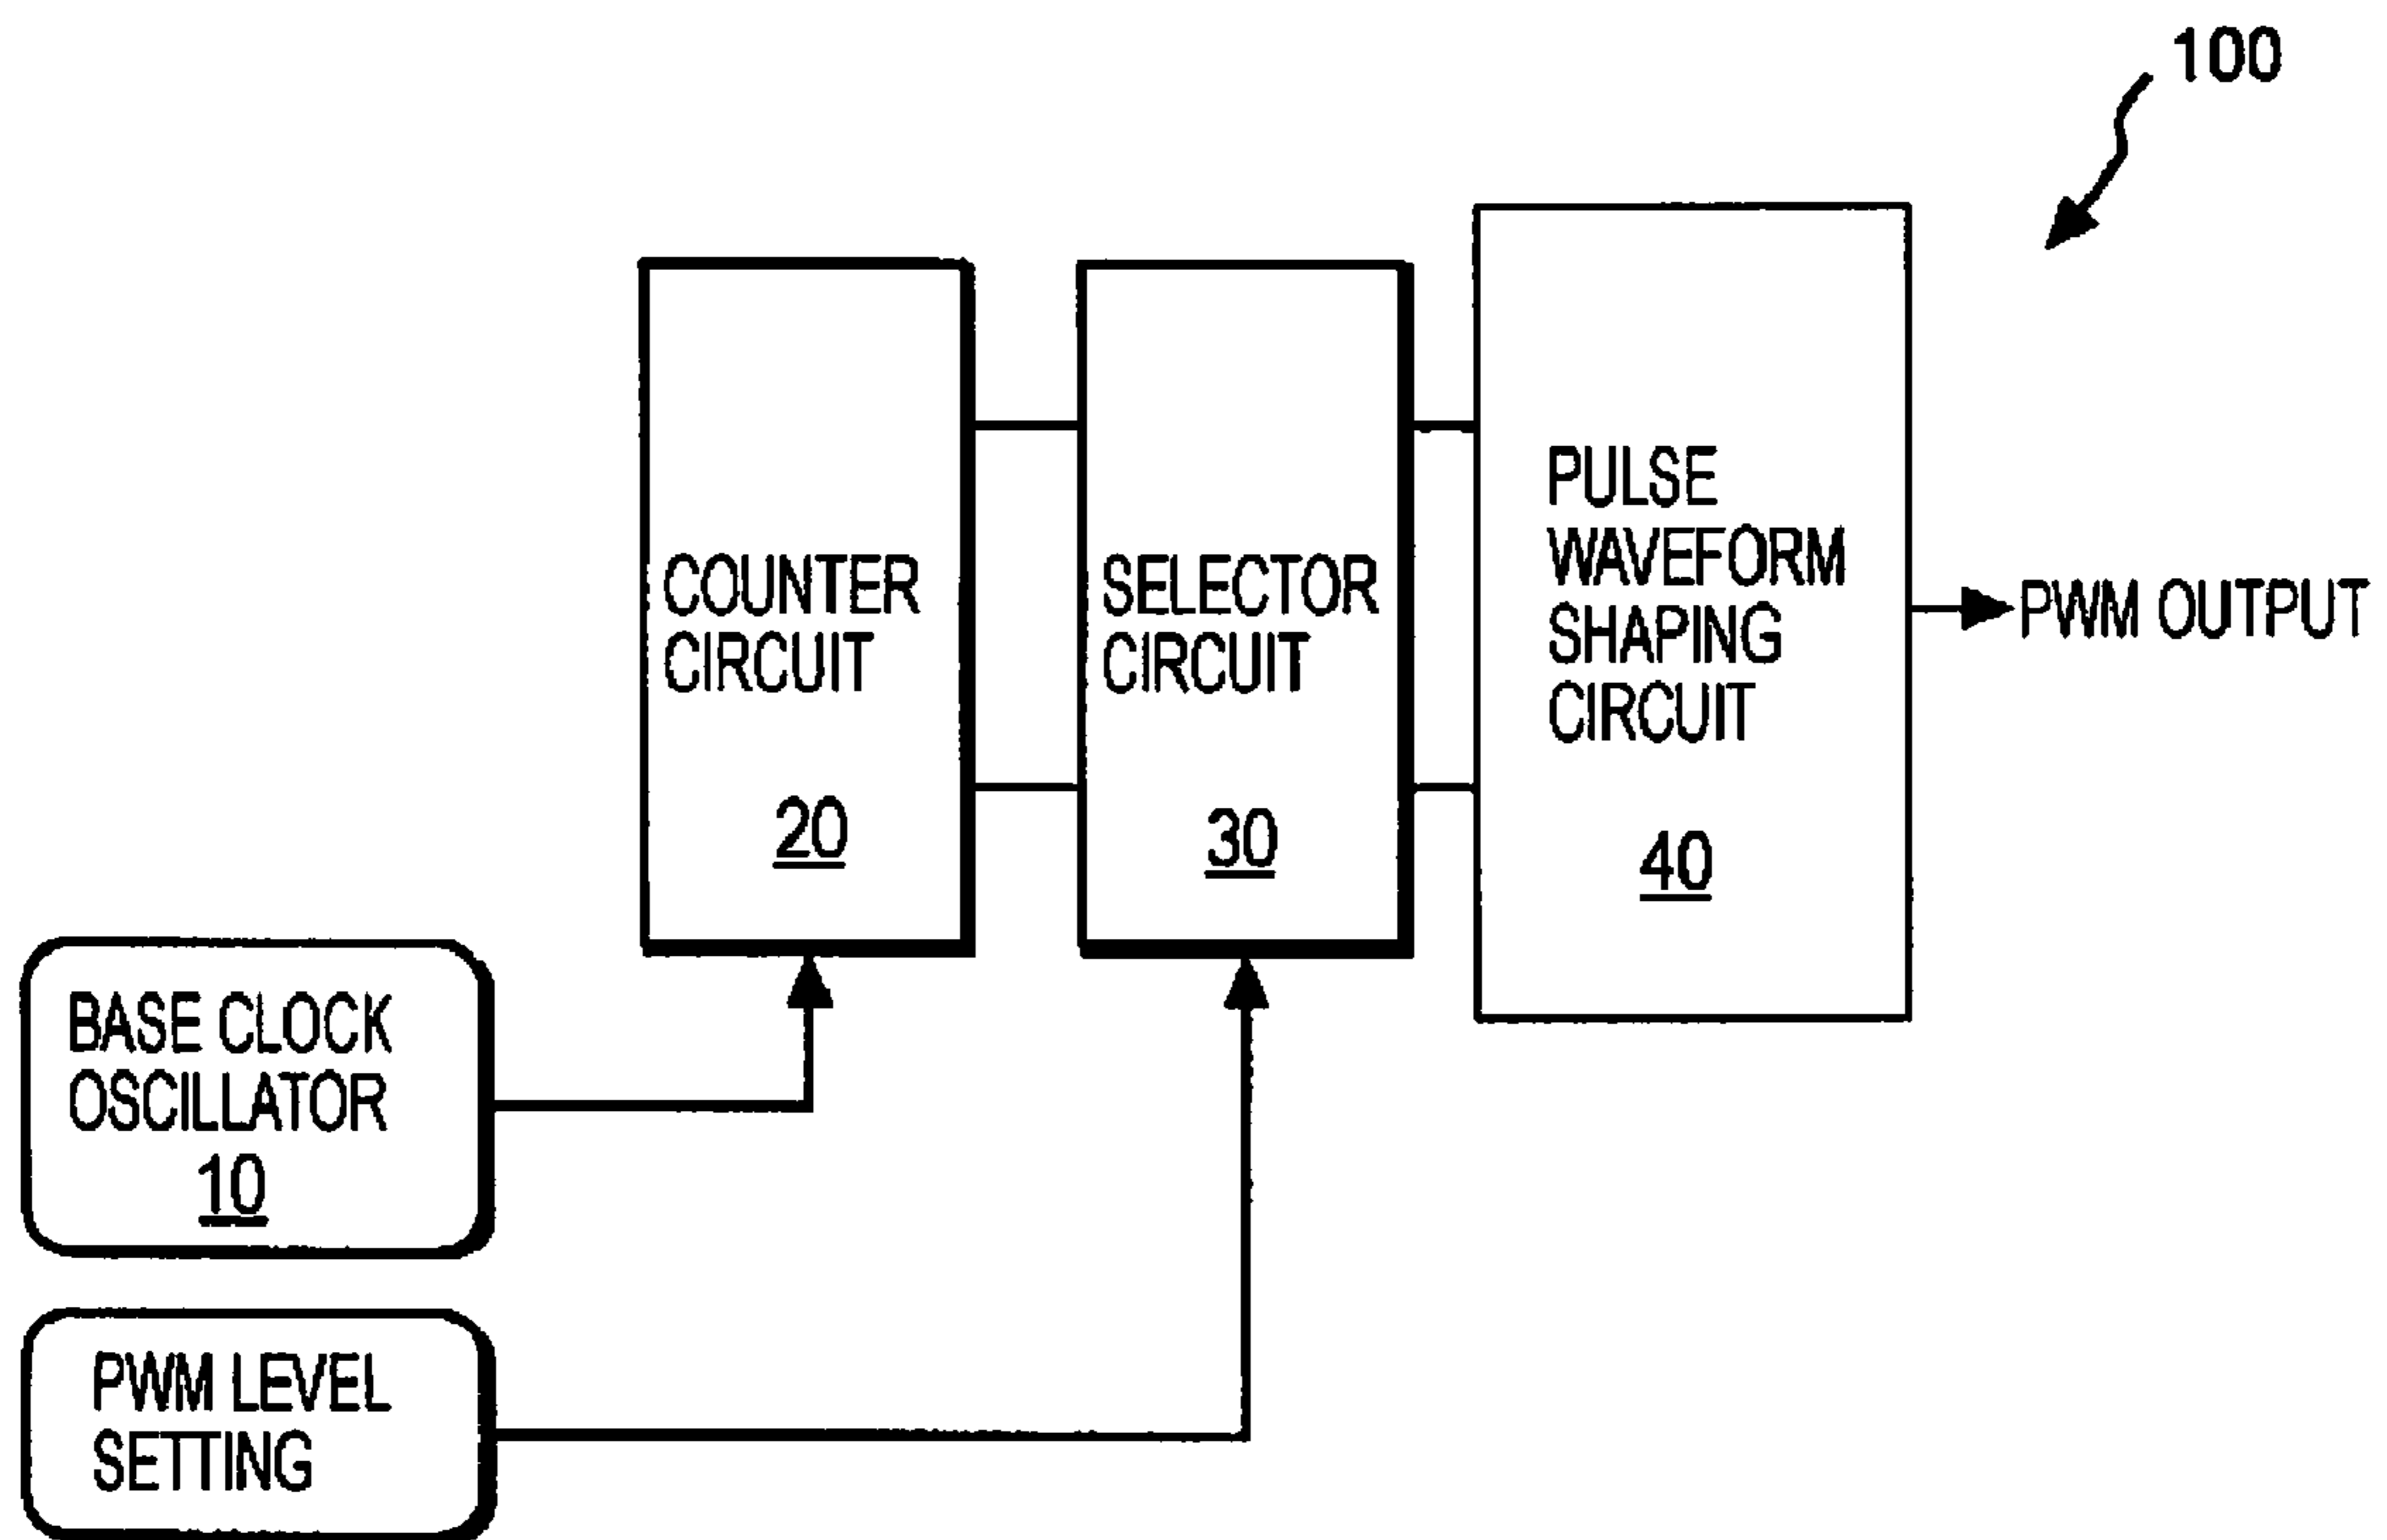 100
COUNTER
CIRCUIT
20
SELECTOR
CIRCUIT
30
PULSE
WAVEFORM
SHAPING
CIRCUIT
40
PWM OUTPUT
BASE CLOCK
OSCILLATOR
10
PWM LEVEL
SETTING